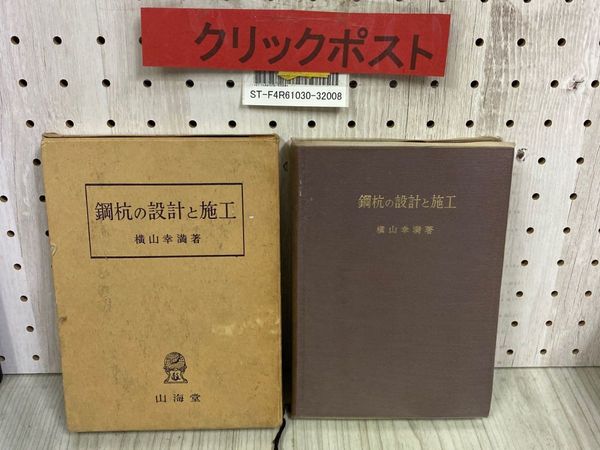 クリックポスト
ST-F4R61030-32008
鋼杭の設計と施工
横山幸満著
山海堂
鋼杭の設計と施工
横山幸満著